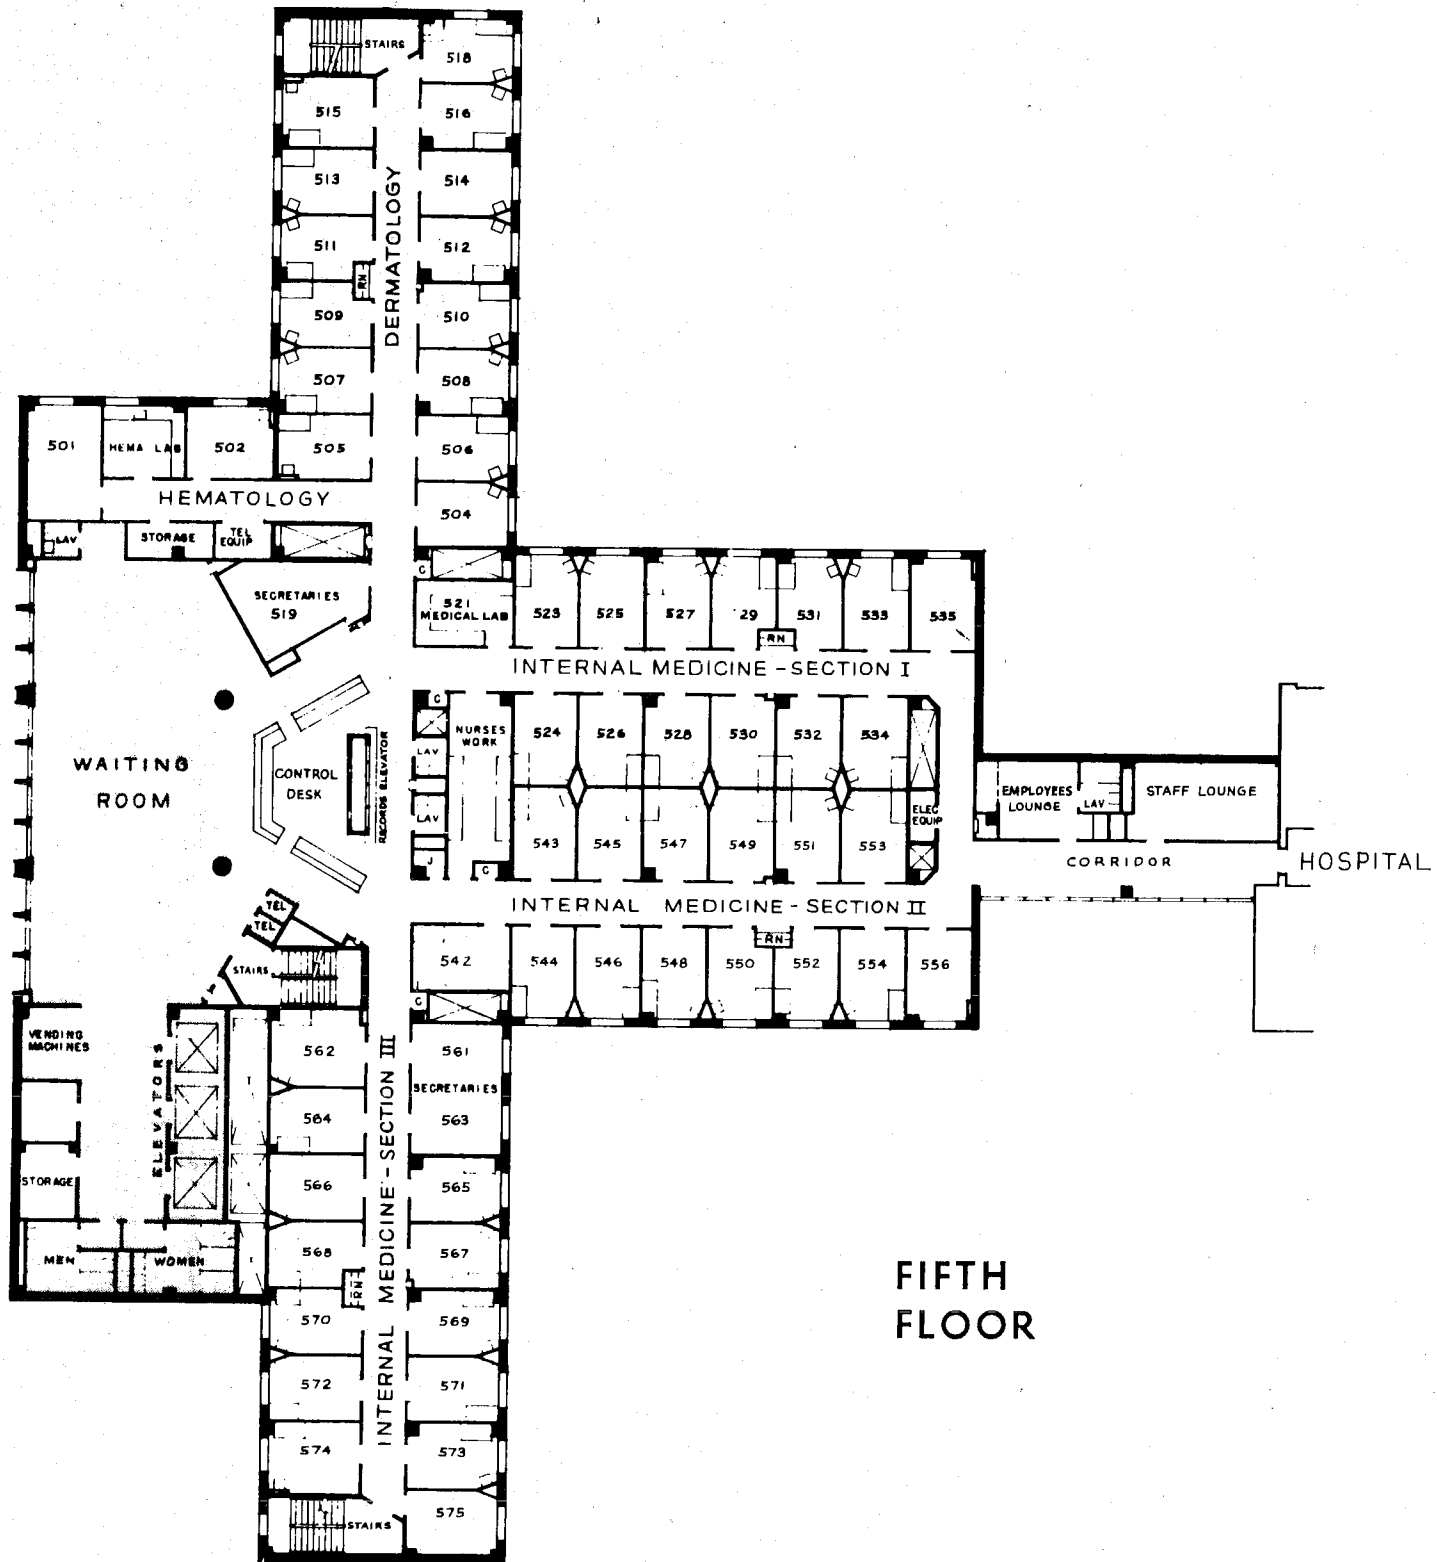 STAIRS
518
515
516
513
514
DERMATOLOGY
511
512
RN
509
510
507
508
501
HEMA LAB
502
505
506
HEMATOLOGY
504
LAV
STORAGE
TEL
EQUIP
C
SECRETARIES
519
521
MEDICAL LAB
523
525
527
29
531
533
535
RN
INTERNAL MEDICINE - SECTION I
C
NURSES
WORK
524
526
528
530
532
534
LAV
WAITING
ROOM
CONTROL
DESK
RECORDS ELEVATOR
EMPLOYEES
LOUNGE
LAV
STAFF LOUNGE
LAV
ELEC
EQUIP
543
545
547
549
551
553
J
C
CORRIDOR
HOSPITAL
TEL
TEL
INTERNAL MEDICINE - SECTION II
RN
542
544
546
548
550
552
554
556
STAIRS
C
VENDING
MACHINES
ELEVATORS
562
561
SECRETARIES
564
563
INTERNAL MEDICINE - SECTION III
STORAGE
566
565
MEN
WOMEN
568
567
RN
570
569
572
571
574
573
575
STAIRS
FIFTH
FLOOR